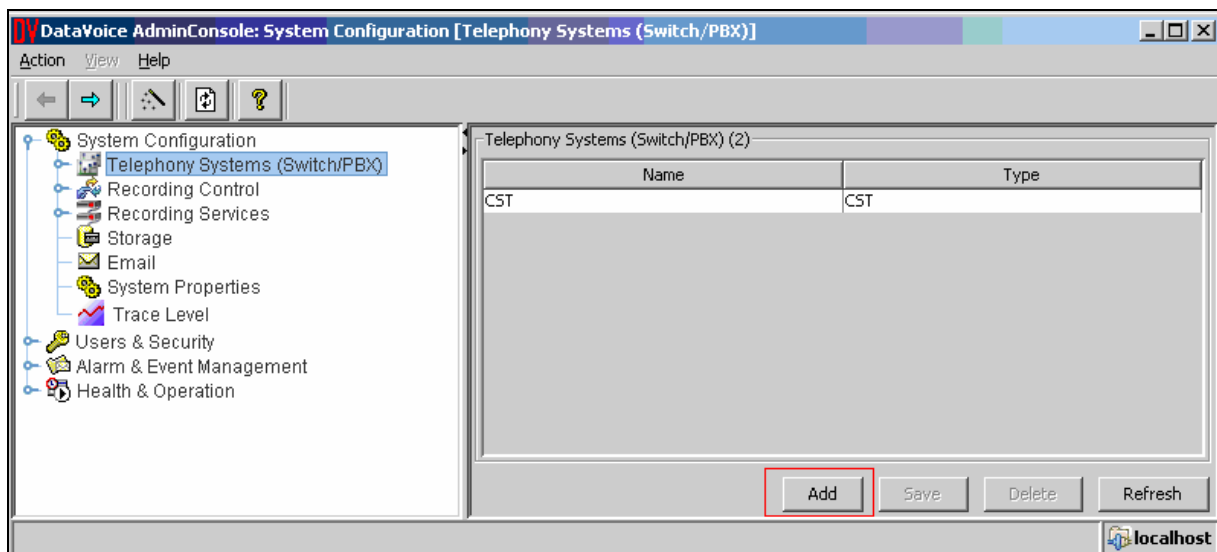 DV DataVoice AdminConsole: System Configuration [Telephony Systems (Switch/PBX)]
Action View Help
System Configuration
Telephony Systems (Switch/PBX)
Recording Control
Recording Services
Storage
Email
System Properties
Trace Level
Users & Security
Alarm & Event Management
Health & Operation
Telephony Systems (Switch/PBX) (2)
Name Type
CST CST
Add Save Delete Refresh
localhost